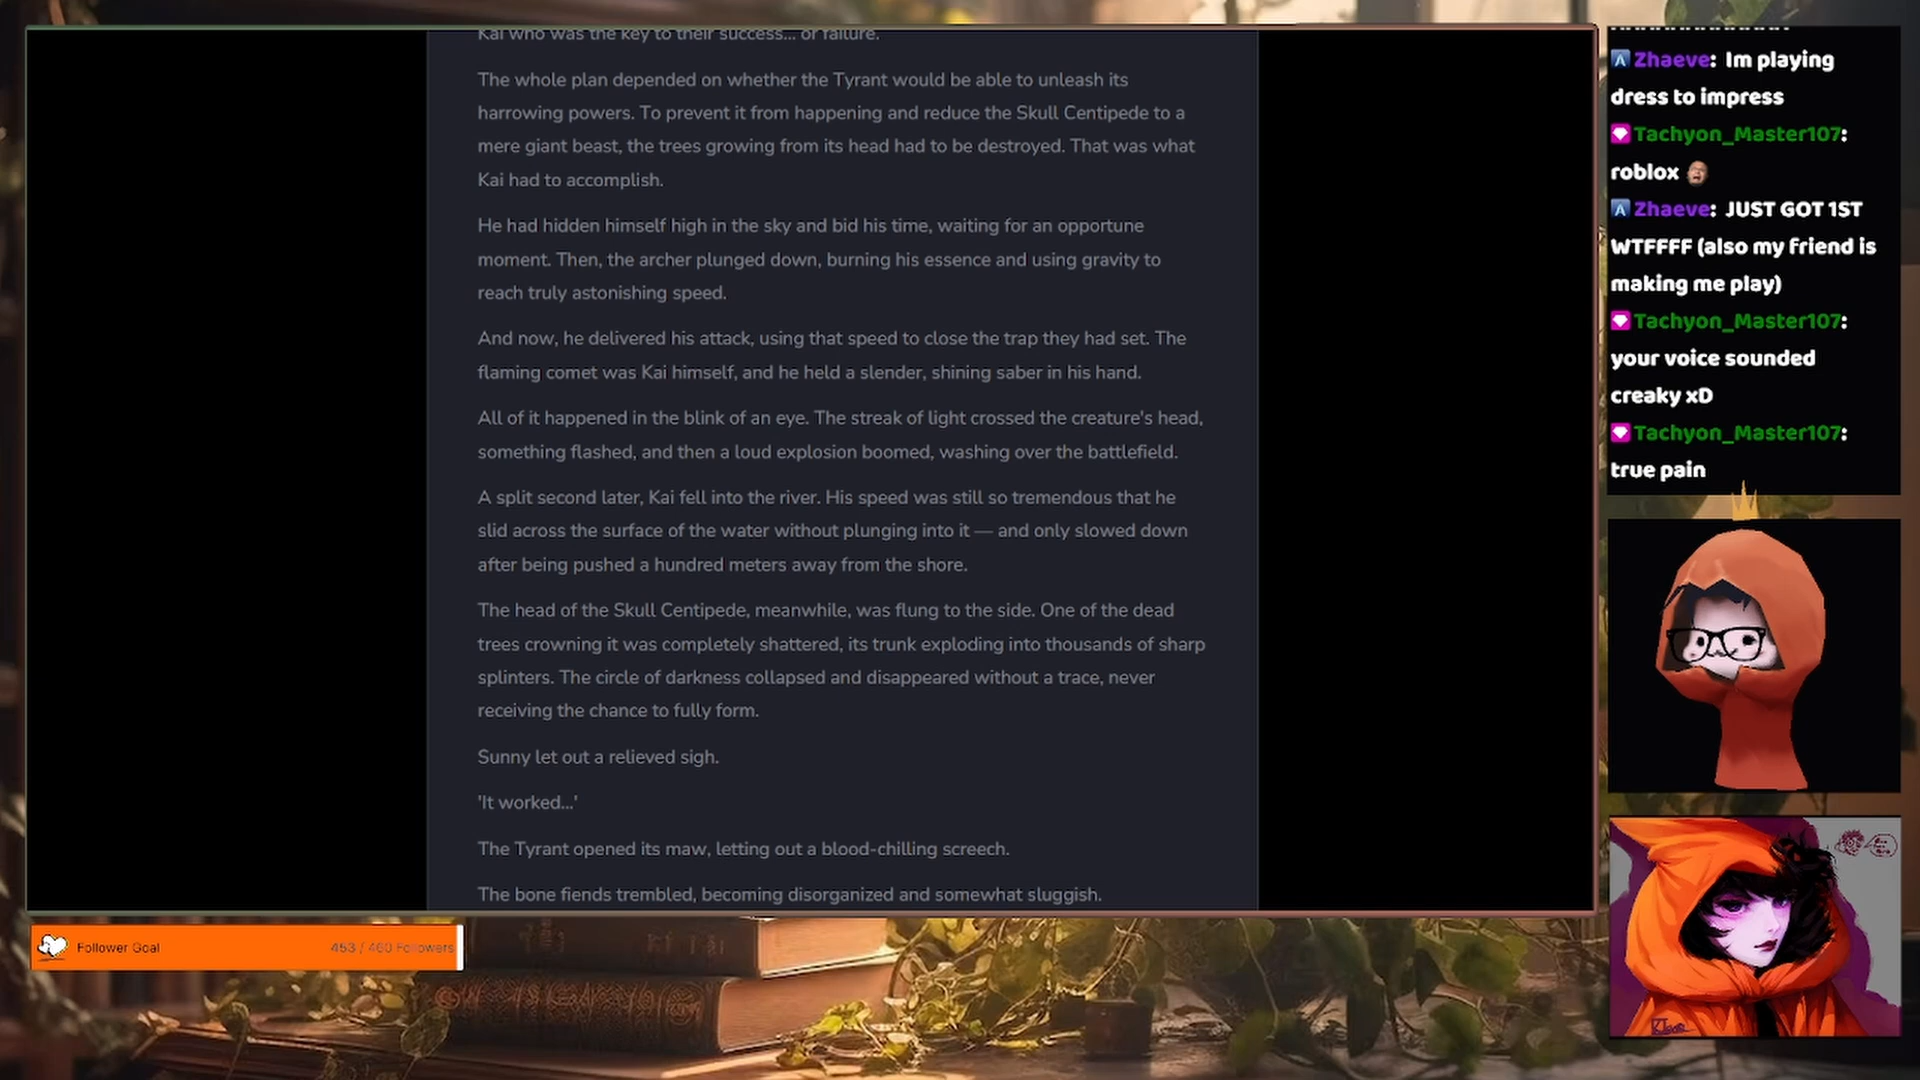 Kai who was the key to their success... or failure.
The whole plan depended on whether the Tyrant would be able to unleash its
harrowing powers. To prevent it from happening and reduce the Skull Centipede to a
mere giant beast, the trees growing from its head had to be destroyed. That was what
Kai had to accomplish.
He had hidden himself high in the sky and bid his time, waiting for an opportune
moment. Then, the archer plunged down, burning his essence and using gravity to
reach truly astonishing speed.
And now, he delivered his attack, using that speed to close the trap they had set. The
flaming comet was Kai himself, and he held a slender, shining saber in his hand.
All of it happened in the blink of an eye. The streak of light crossed the creature's head,
something flashed, and then a loud explosion boomed, washing over the battlefield.
A split second later, Kai fell into the river. His speed was still so tremendous that he
slid across the surface of the water without plunging into it — and only slowed down
after being pushed a hundred meters away from the shore.
The head of the Skull Centipede, meanwhile, was flung to the side. One of the dead
trees crowning it was completely shattered, its trunk exploding into thousands of sharp
splinters. The circle of darkness collapsed and disappeared without a trace, never
receiving the chance to fully form.
Sunny let out a relieved sigh.
'It worked...'
The Tyrant opened its maw, letting out a blood-chilling screech.
The bone fiends trembled, becoming disorganized and somewhat sluggish.
Zhaeve: Im playing
dress to impress
Tachyon_Master107:
roblox
Zhaeve: JUST GOT 1ST
WTFFFF (also my friend is
making me play)
Tachyon_Master107:
your voice sounded
creaky xD
Tachyon_Master107:
true pain
Follower Goal
453 / 460 Followers